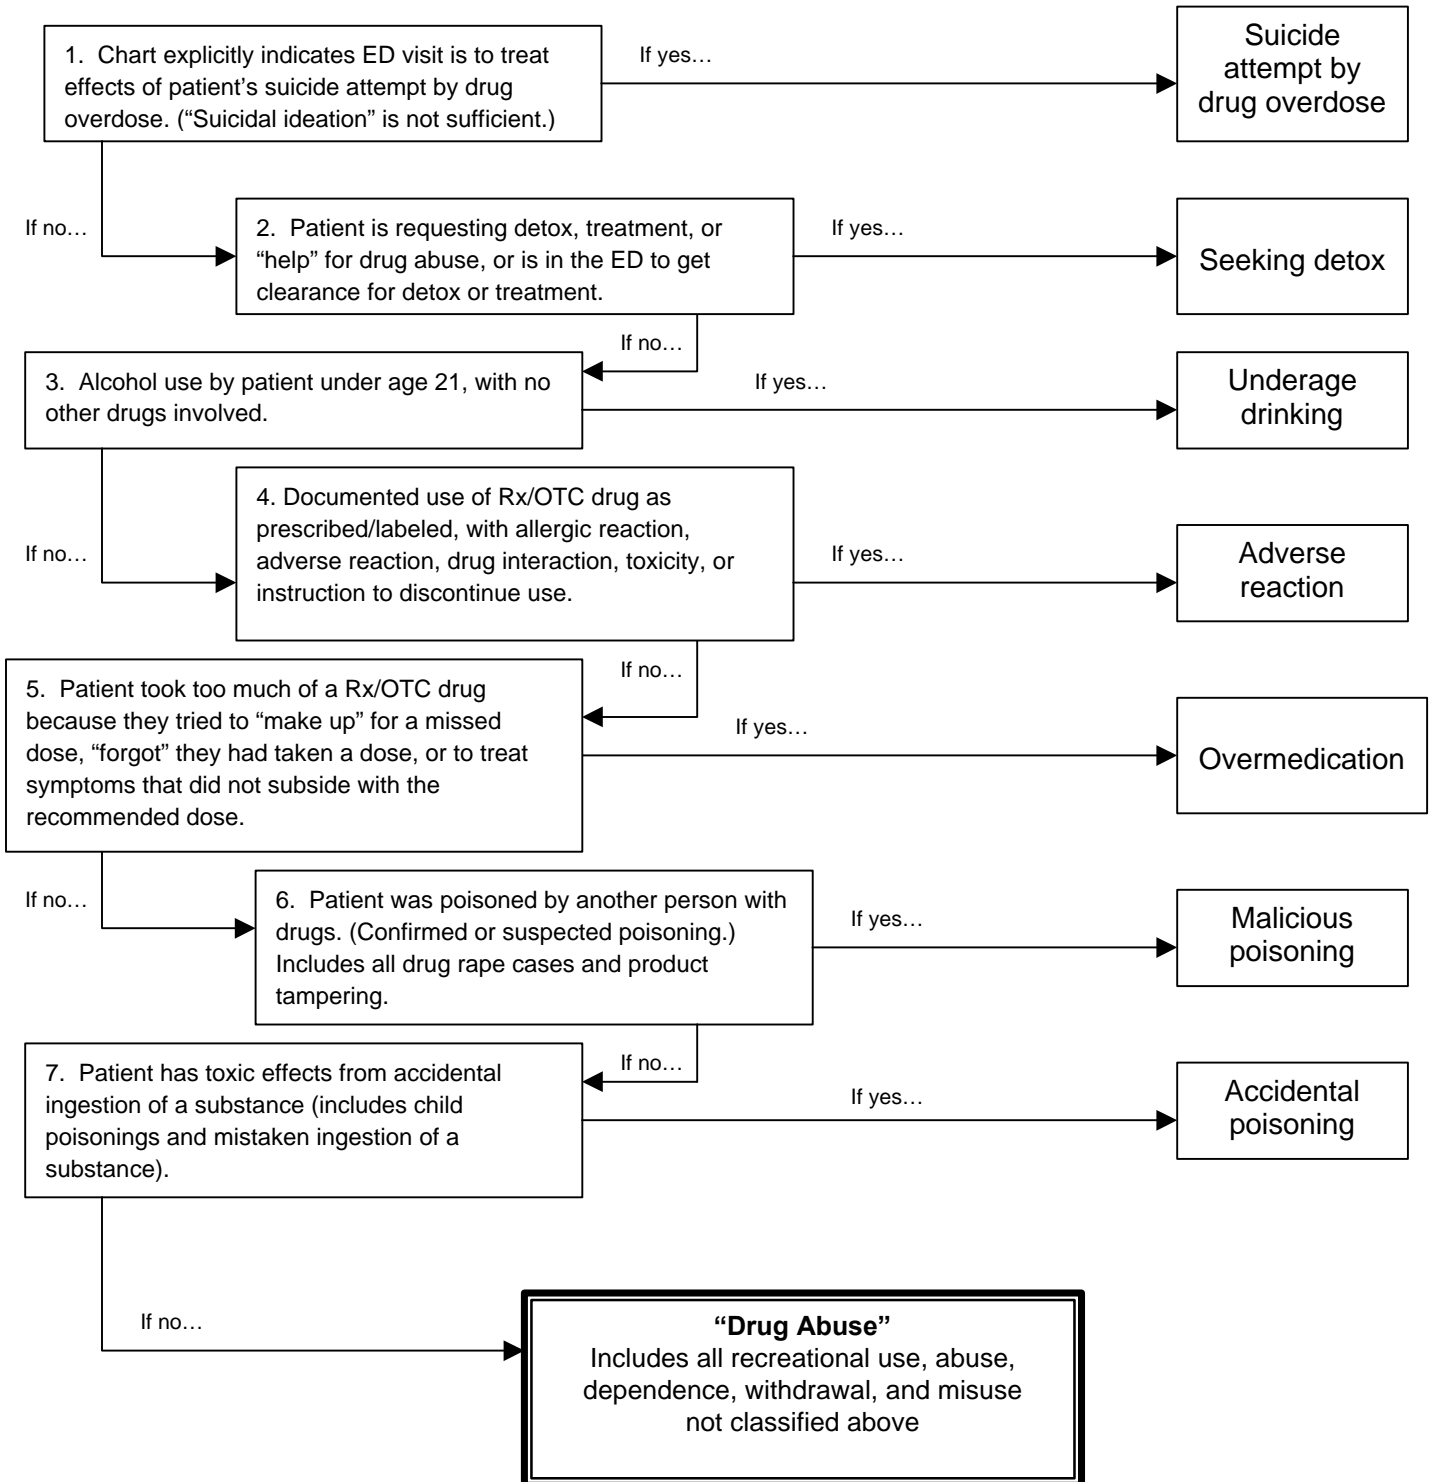 1. Chart explicitly indicates ED visit is to treat
effects of patient’s suicide attempt by drug
overdose. (“Suicidal ideation” is not sufficient.)
If yes…
Suicide
attempt by
drug overdose
If no…
2. Patient is requesting detox, treatment, or
“help” for drug abuse, or is in the ED to get
clearance for detox or treatment.
If yes…
Seeking detox
If no…
3. Alcohol use by patient under age 21, with no
other drugs involved.
If yes…
Underage
drinking
If no…
4. Documented use of Rx/OTC drug as
prescribed/labeled, with allergic reaction,
adverse reaction, drug interaction, toxicity, or
instruction to discontinue use.
If yes…
Adverse
reaction
If no…
5. Patient took too much of a Rx/OTC drug
because they tried to “make up” for a missed
dose, “forgot” they had taken a dose, or to treat
symptoms that did not subside with the
recommended dose.
If yes…
Overmedication
If no…
6. Patient was poisoned by another person with
drugs. (Confirmed or suspected poisoning.)
Includes all drug rape cases and product
tampering.
If yes…
Malicious
poisoning
If no…
7. Patient has toxic effects from accidental
ingestion of a substance (includes child
poisonings and mistaken ingestion of a
substance).
If yes…
Accidental
poisoning
If no…
“Drug Abuse”
Includes all recreational use, abuse,
dependence, withdrawal, and misuse
not classified above